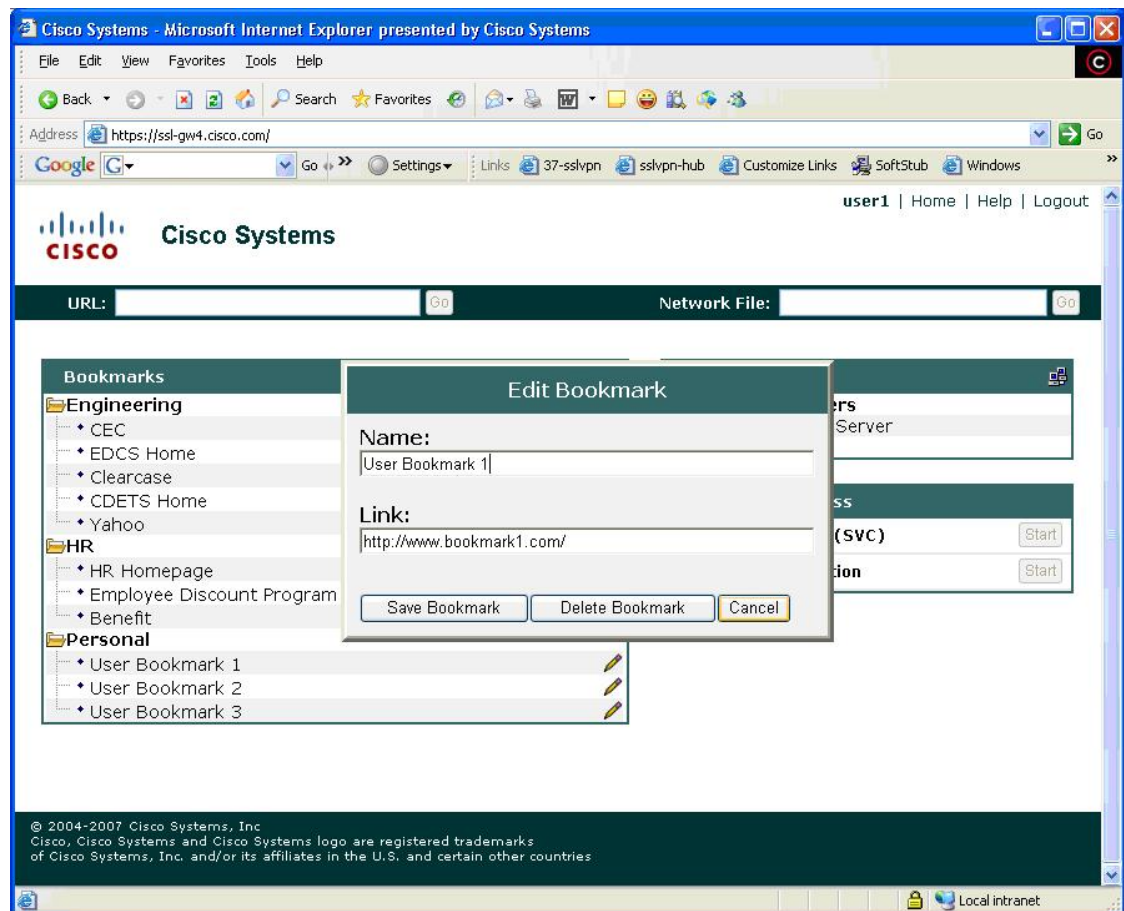 Cisco Systems - Microsoft Internet Explorer presented by Cisco Systems
File Edit View Favorites Tools Help
Back Search Favorites
Address https://ssl-gw4.cisco.com/ Go
Google G Go » Settings Links 37-sslvpn sslvpn-hub Customize Links SoftStub Windows »
user1 | Home | Help | Logout
CISCO
Cisco Systems
URL: Go Network File: Go
Bookmarks
Engineering
CEC
EDCS Home
Clearcase
CDETS Home
Yahoo
HR
HR Homepage
Employee Discount Program
Benefit
Personal
User Bookmark 1
User Bookmark 2
User Bookmark 3
Edit Bookmark
Name:
User Bookmark 1
Link:
http://www.bookmark1.com/
Save Bookmark Delete Bookmark Cancel
ers
Server
ss
(SVC) Start
tion Start
© 2004-2007 Cisco Systems, Inc
Cisco, Cisco Systems and Cisco Systems logo are registered trademarks
of Cisco Systems, Inc. and/or its affiliates in the U.S. and certain other countries
Local intranet